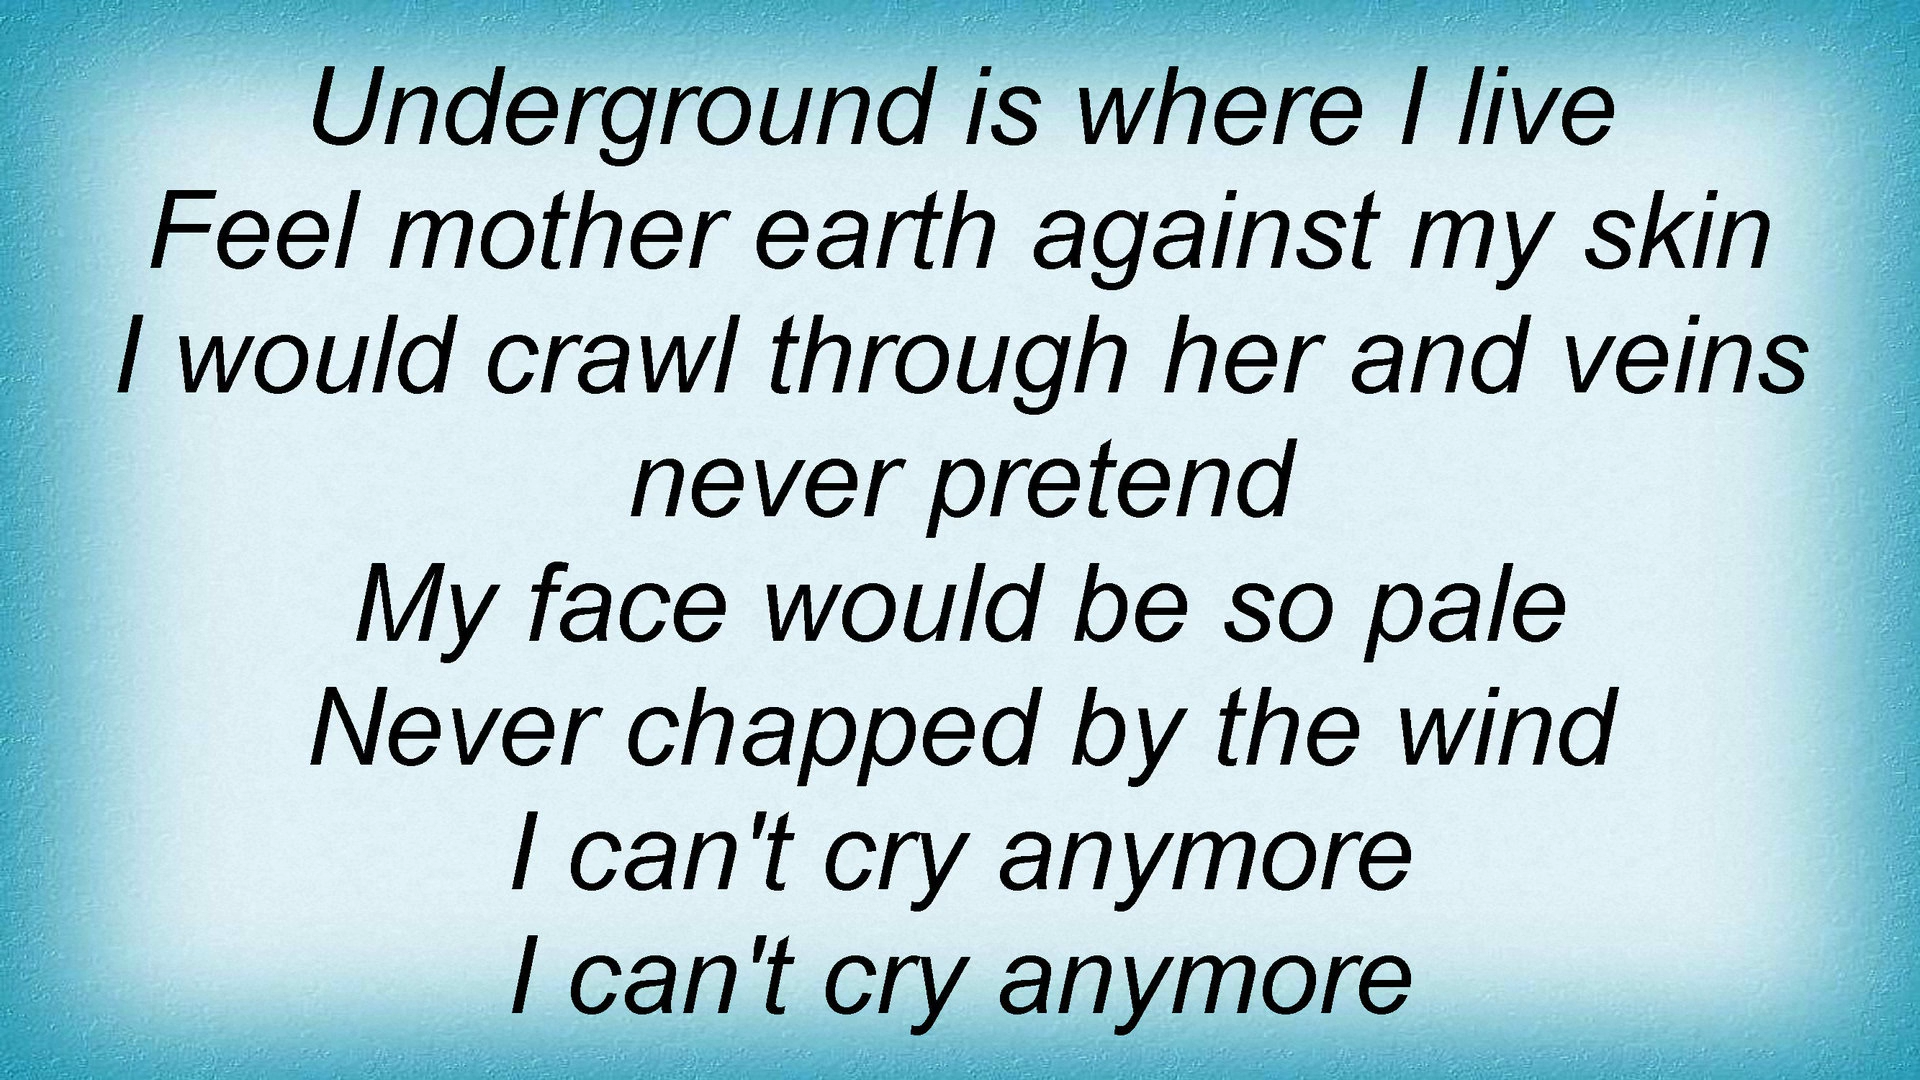 Underground is where I live
Feel mother earth against my skin
I would crawl through her and veins
never pretend
My face would be so pale
Never chapped by the wind
I can't cry anymore
I can't cry anymore